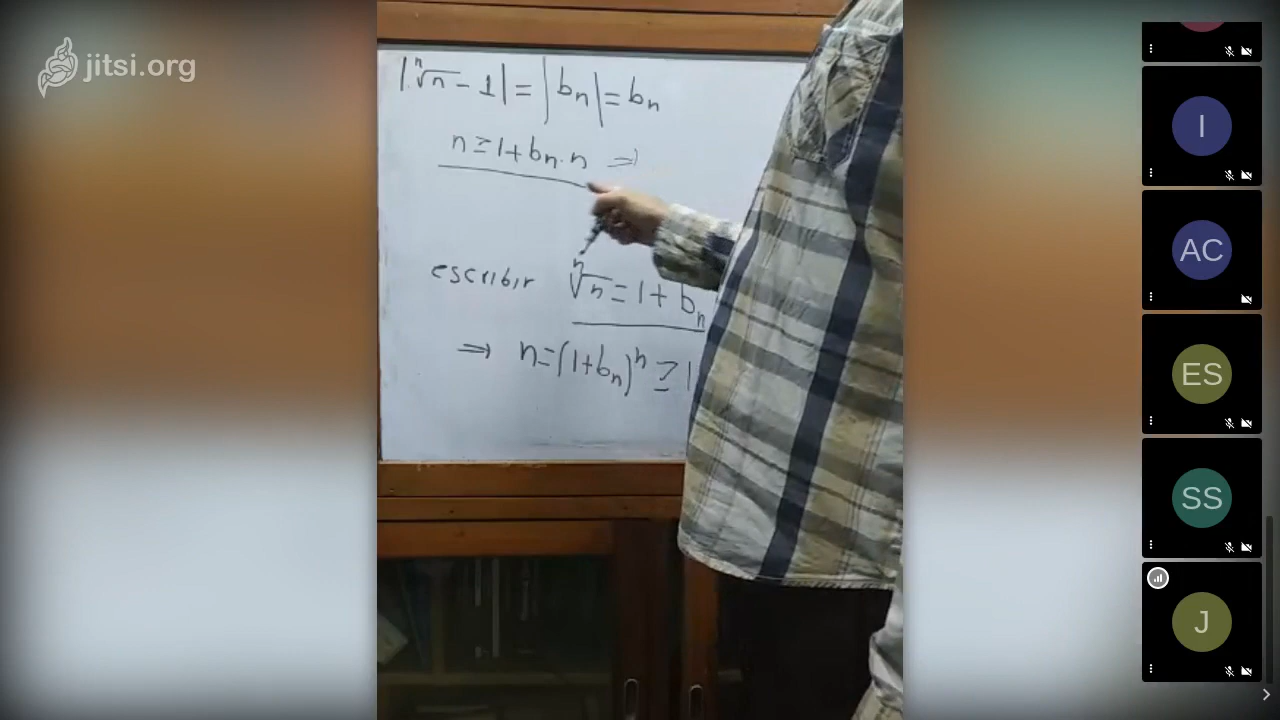 jitsi.org
|ⁿ√n - 1| = |bₙ| = bₙ
n ≥ 1 + bₙ · n ⇒
escribir ⁿ√n = 1 + bₙ
⇒ n = (1 + bₙ)ⁿ ≥ 1
I
AC
ES
SS
J